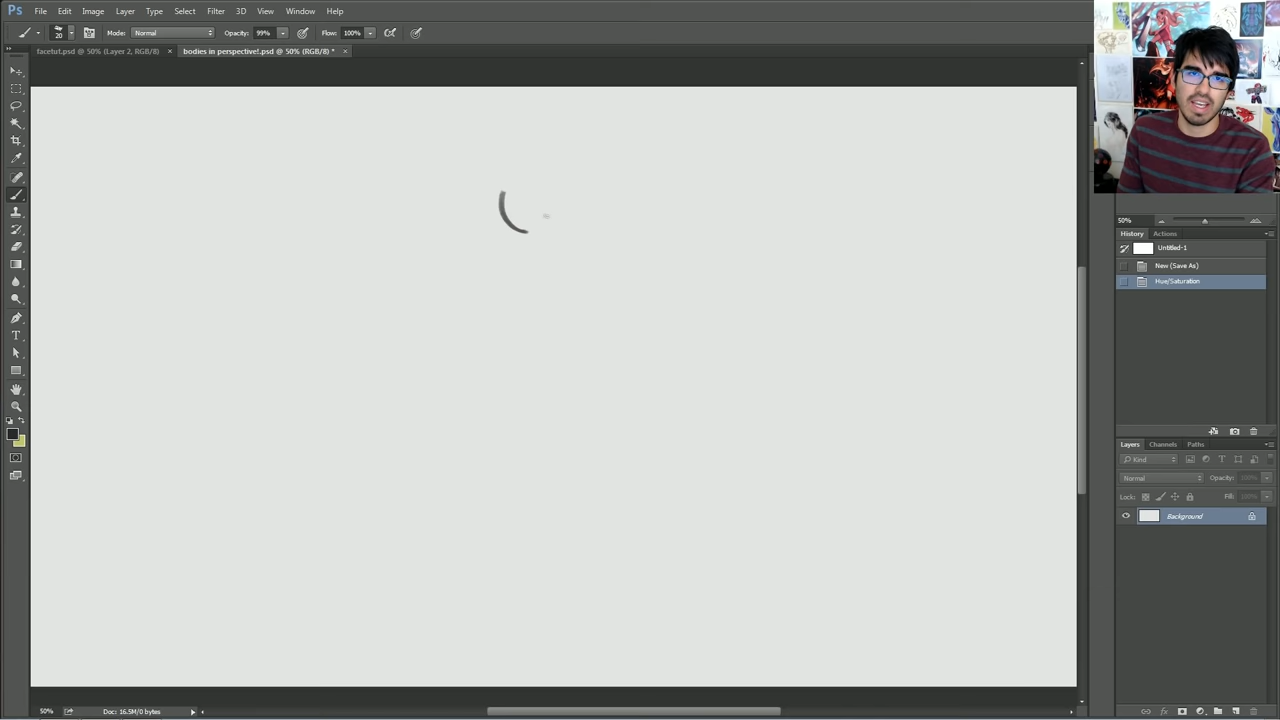 Ps File Edit Image Layer Type Select Filter 3D View Window Help
20 Mode: Normal Opacity: 99% Flow: 100%
facetut.psd @ 50% (Layer 2, RGB/8) × bodies in perspective!.psd @ 50% (RGB/8) * ×
50%
History Actions
Untitled-1
New (Save As)
Hue/Saturation
Layers Channels Paths
Kind
Normal Opacity: 100%
Lock: Fill: 100%
Background
50% Doc: 16.5M/0 bytes